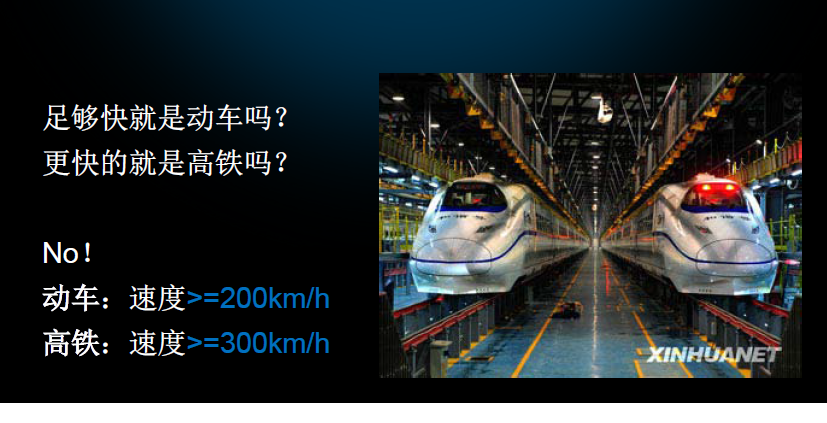 足够快就是动车吗？
更快的就是高铁吗？
No！
动车：速度>=200km/h
高铁：速度>=300km/h
XINHUANET